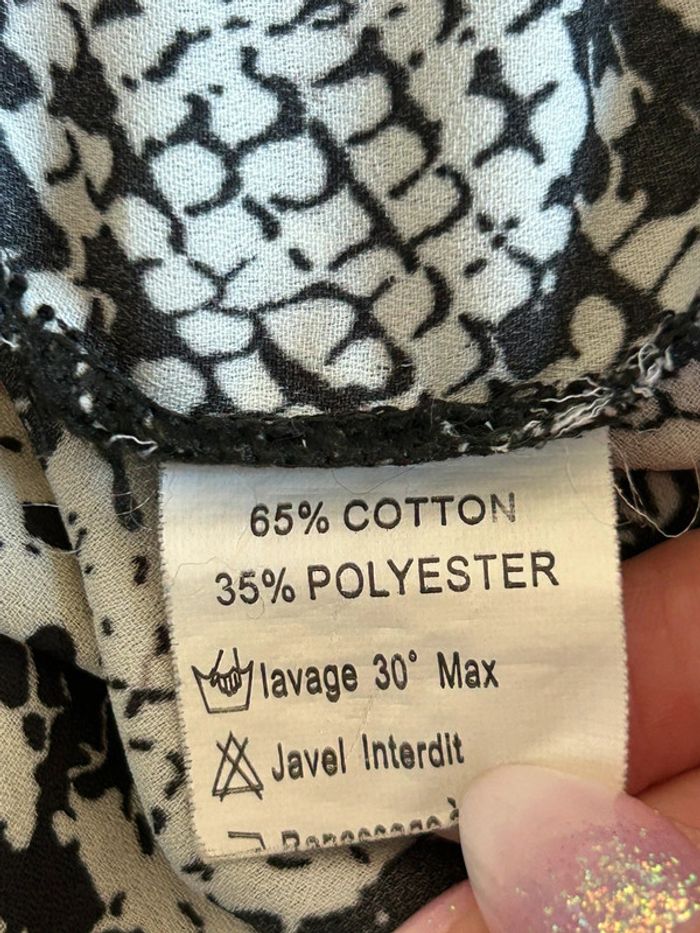 65% COTTON
35% POLYESTER
lavage 30° Max
Javel Interdit